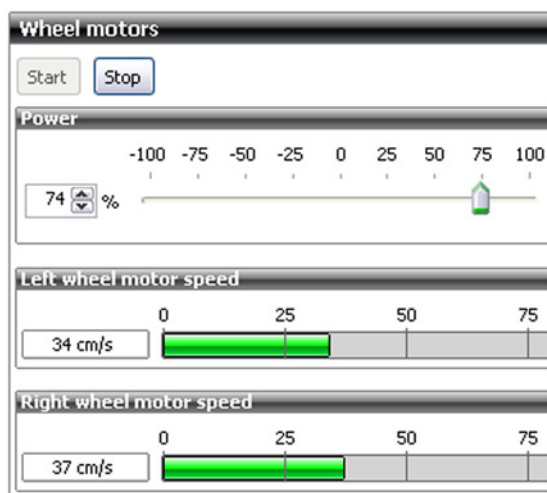 Wheel motors
Start Stop
Power
-100 -75 -50 -25 0 25 50 75 100
74 %
Left wheel motor speed
0 25 50 75
34 cm/s
Right wheel motor speed
0 25 50 75
37 cm/s